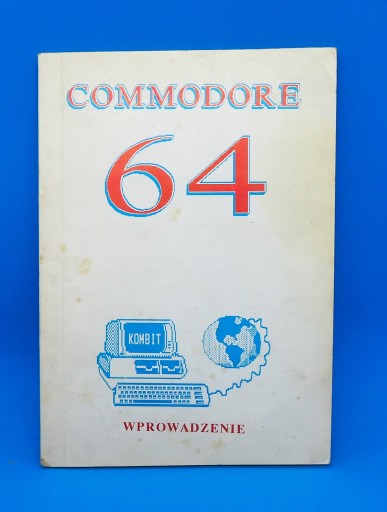 COMMODORE
64
KOMBIT
WPROWADZENIE